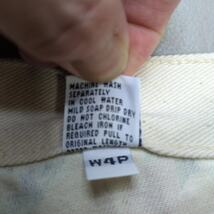 MACHINE WASH
SEPARATELY
IN COOL WATER
MILD SOAP DRIP DRY
DO NOT CHLORINE
BLEACH IRON IF
REQUIRED PULL TO
ORIGINAL LENGTH
W4P